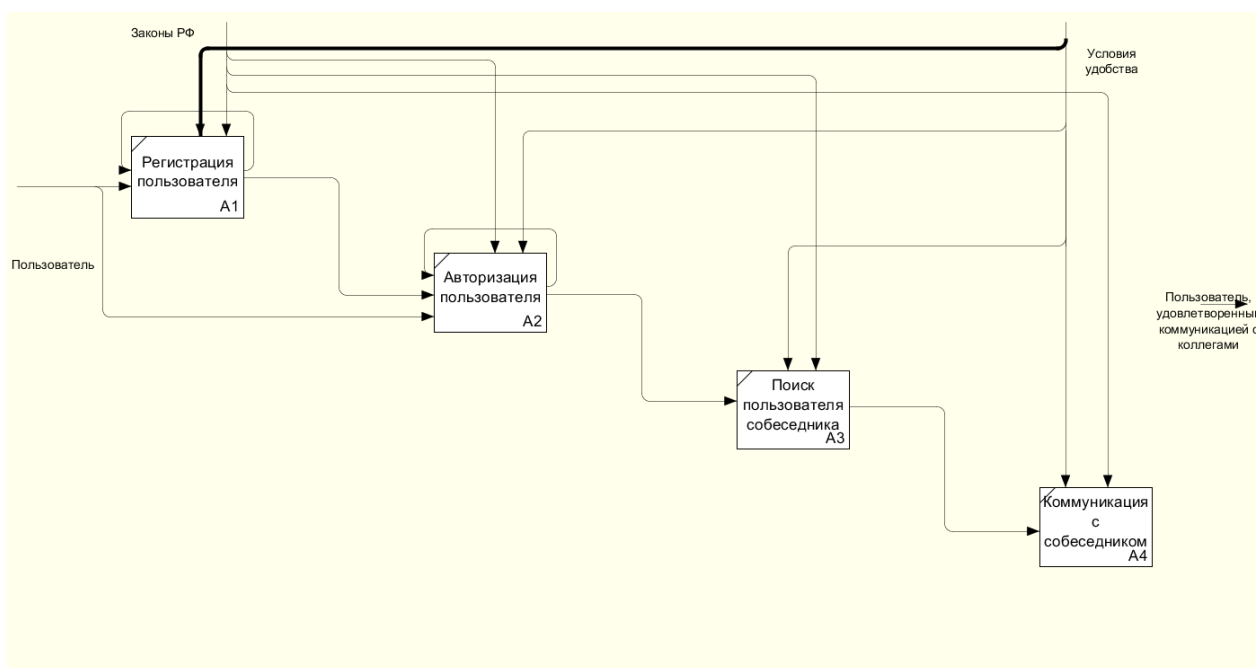 Законы РФ
Условия
удобства
Регистрация
пользователя
A1
Пользователь
Авторизация
пользователя
A2
Пользователь,
удовлетворенны
коммуникацией с
коллегами
Поиск
пользователя
собеседника
A3
Коммуникация
с
собеседником
A4